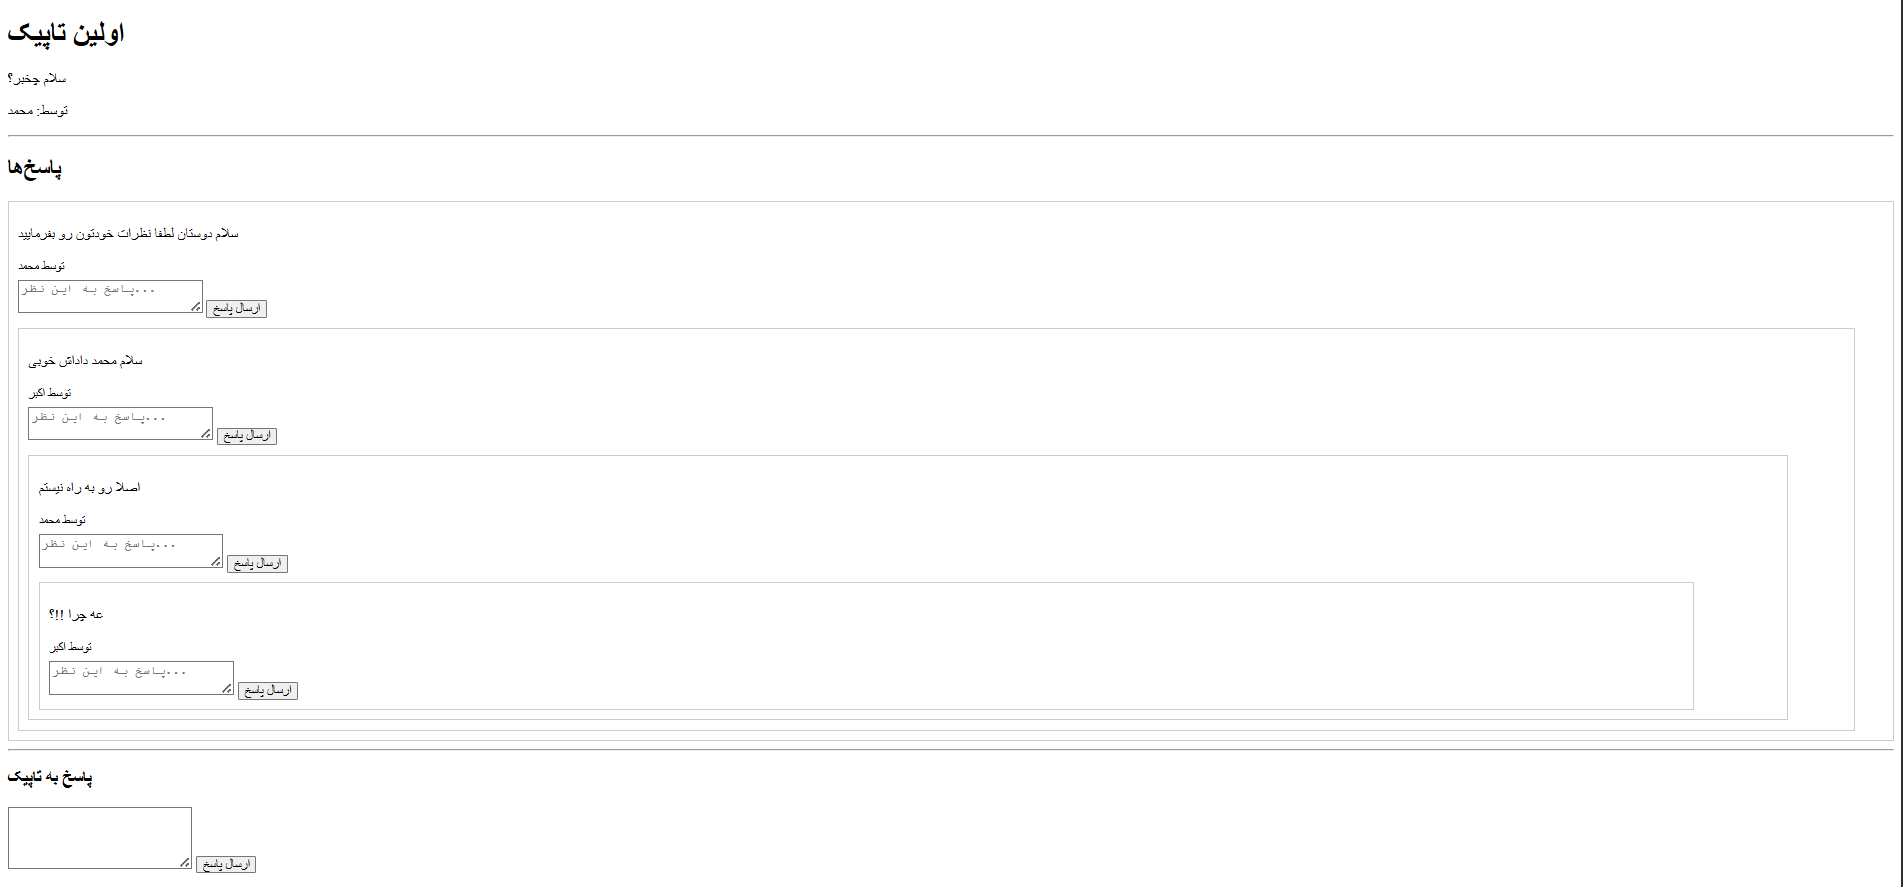 اولین تاپیک
سلام چخبر؟
توسط: محمد
پاسخ‌ها
سلام دوستان لطفا نظرات خودتون رو بفرمایید
توسط محمد
پاسخ به این نظر...
ارسال پاسخ
سلام محمد داداش خوبی
توسط اکبر
پاسخ به این نظر...
ارسال پاسخ
اصلا رو به راه نیستم
توسط محمد
پاسخ به این نظر...
ارسال پاسخ
عه چرا !!؟
توسط اکبر
پاسخ به این نظر...
ارسال پاسخ
پاسخ به تاپیک
ارسال پاسخ